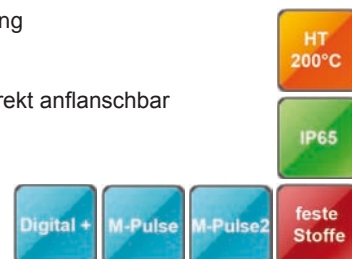 ng
HT
200°C
rekt anflanschbar
IP65
Digital + M-Pulse M-Pulse2 feste
Stoffe